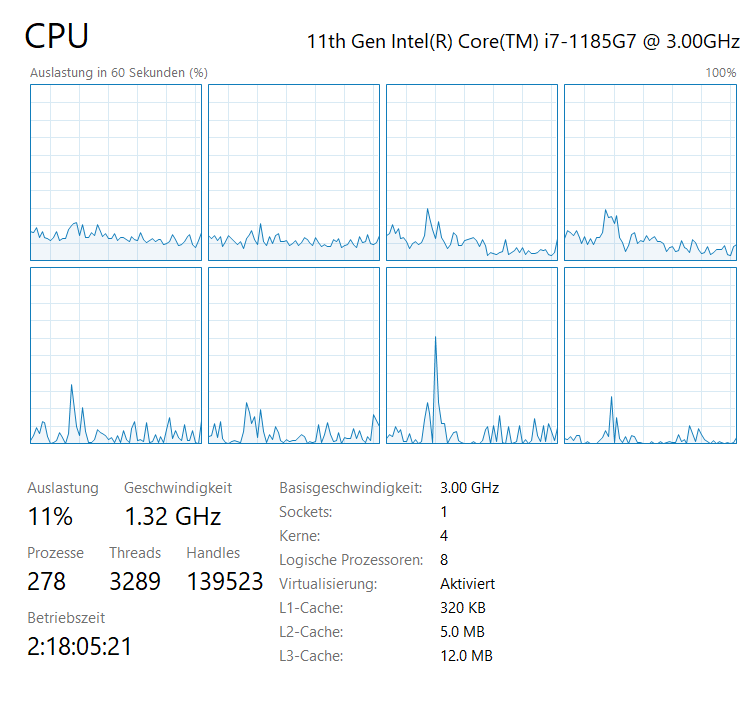 CPU
11th Gen Intel(R) Core(TM) i7-1185G7 @ 3.00GHz
Auslastung in 60 Sekunden (%)
100%
Auslastung
Geschwindigkeit
11%
1.32 GHz
Prozesse
Threads
Handles
278
3289
139523
Betriebszeit
2:18:05:21
Basisgeschwindigkeit: 3.00 GHz
Sockets: 1
Kerne: 4
Logische Prozessoren: 8
Virtualisierung: Aktiviert
L1-Cache: 320 KB
L2-Cache: 5.0 MB
L3-Cache: 12.0 MB